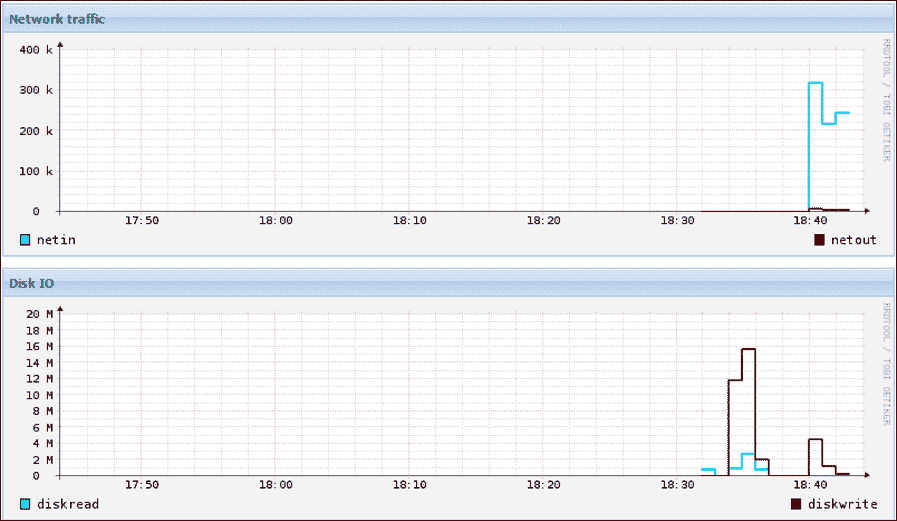 Network traffic
400 k
300 k
200 k
100 k
0
17:50 18:00 18:10 18:20 18:30 18:40
netin netout
RRDTOOL / TOBI OETIKER
Disk IO
20 M
18 M
16 M
14 M
12 M
10 M
8 M
6 M
4 M
2 M
0
17:50 18:00 18:10 18:20 18:30 18:40
diskread diskwrite
RRDTOOL / TOBI OETIKER